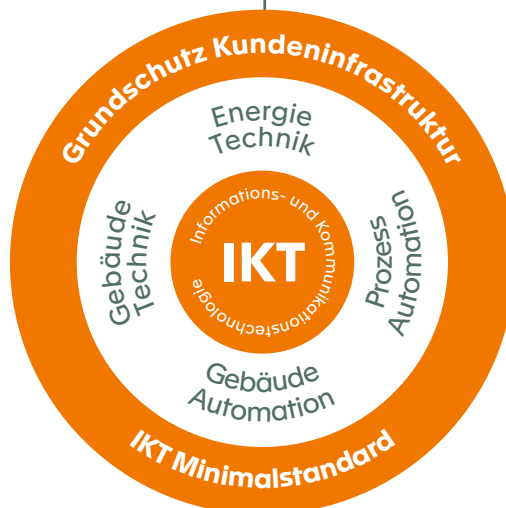 Grundschutz Kundeninfrastruktur
Energie
Technik
Gebäude
Technik
Informations- und Kommunikationstechnologie
IKT
Prozess
Automation
Gebäude
Automation
IKT Minimalstandard